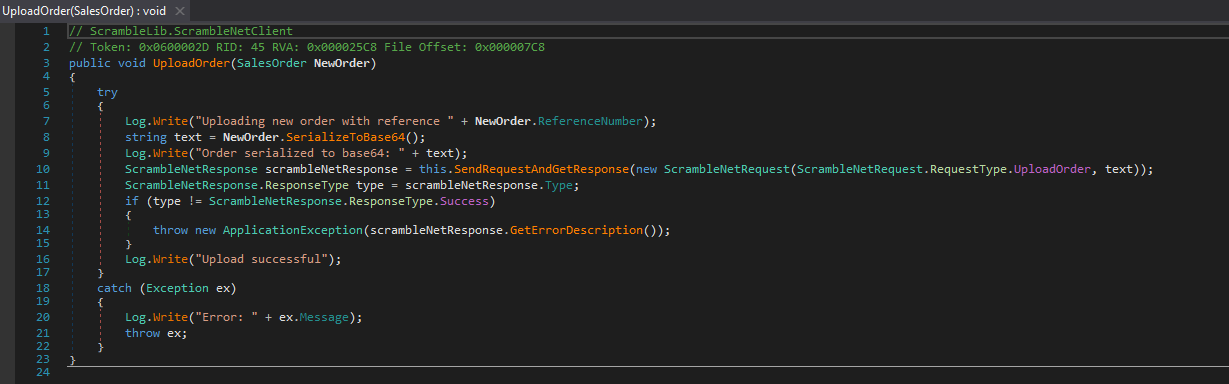 UploadOrder(SalesOrder) : void ×
1 // ScrambleLib.ScrambleNetClient
2 // Token: 0x0600002D RID: 45 RVA: 0x000025C8 File Offset: 0x000007C8
3 public void UploadOrder(SalesOrder NewOrder)
4 {
5 try
6 {
7 Log.Write("Uploading new order with reference " + NewOrder.ReferenceNumber);
8 string text = NewOrder.SerializeToBase64();
9 Log.Write("Order serialized to base64: " + text);
10 ScrambleNetResponse scrambleNetResponse = this.SendRequestAndGetResponse(new ScrambleNetRequest(ScrambleNetRequest.RequestType.UploadOrder, text));
11 ScrambleNetResponse.ResponseType type = scrambleNetResponse.Type;
12 if (type != ScrambleNetResponse.ResponseType.Success)
13 {
14 throw new ApplicationException(scrambleNetResponse.GetErrorDescription());
15 }
16 Log.Write("Upload successful");
17 }
18 catch (Exception ex)
19 {
20 Log.Write("Error: " + ex.Message);
21 throw ex;
22 }
23 }
24